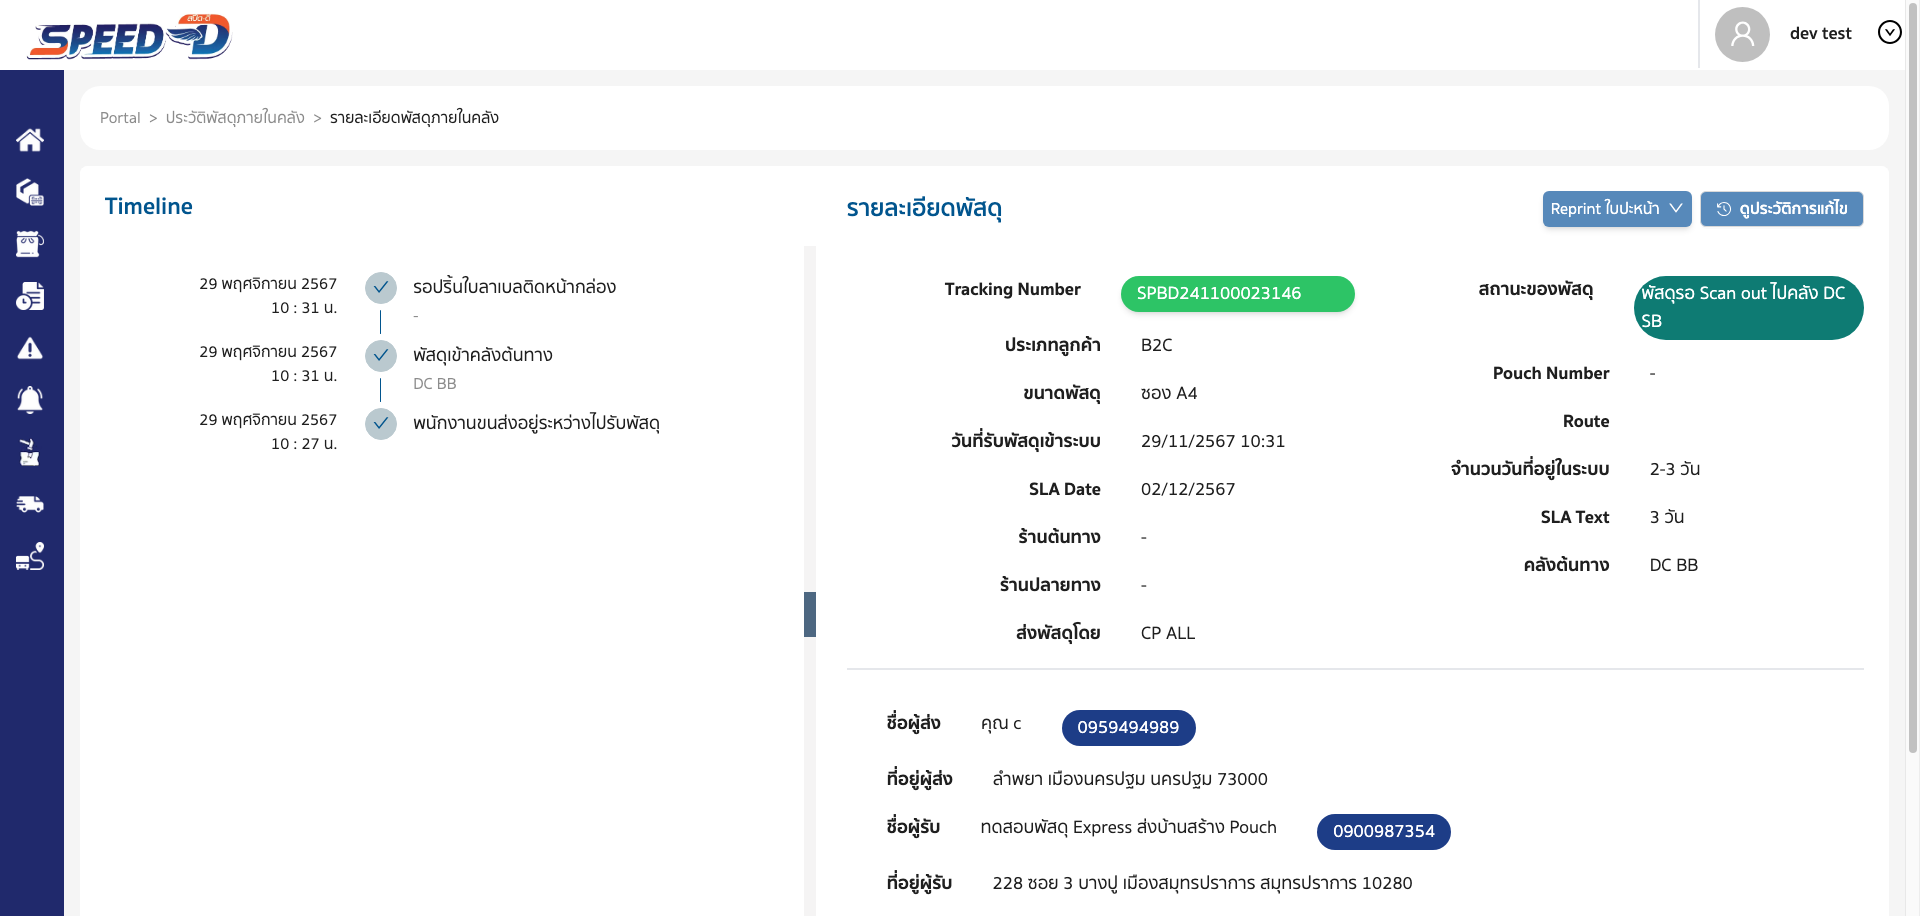 สปีด-ดี
SPEED-D
dev test
Portal > ประวัติพัสดุภายในคลัง > รายละเอียดพัสดุภายในคลัง
Timeline
29 พฤศจิกายน 2567
10 : 31 น.
รอปริ้นใบลาเบลติดหน้ากล่อง
-
29 พฤศจิกายน 2567
10 : 31 น.
พัสดุเข้าคลังต้นทาง
DC BB
29 พฤศจิกายน 2567
10 : 27 น.
พนักงานขนส่งอยู่ระหว่างไปรับพัสดุ
รายละเอียดพัสดุ
Reprint ใบปะหน้า
ดูประวัติการแก้ไข
Tracking Number SPBD241100023146
ประเภทลูกค้า B2C
ขนาดพัสดุ ซอง A4
วันที่รับพัสดุเข้าระบบ 29/11/2567 10:31
SLA Date 02/12/2567
ร้านต้นทาง -
ร้านปลายทาง -
ส่งพัสดุโดย CP ALL
สถานะของพัสดุ พัสดุรอ Scan out ไปคลัง DC
SB
Pouch Number -
Route
จำนวนวันที่อยู่ในระบบ 2-3 วัน
SLA Text 3 วัน
คลังต้นทาง DC BB
ชื่อผู้ส่ง คุณ c 0959494989
ที่อยู่ผู้ส่ง ลำพยา เมืองนครปฐม นครปฐม 73000
ชื่อผู้รับ ทดสอบพัสดุ Express ส่งบ้านสร้าง Pouch 0900987354
ที่อยู่ผู้รับ 228 ซอย 3 บางปู เมืองสมุทรปราการ สมุทรปราการ 10280